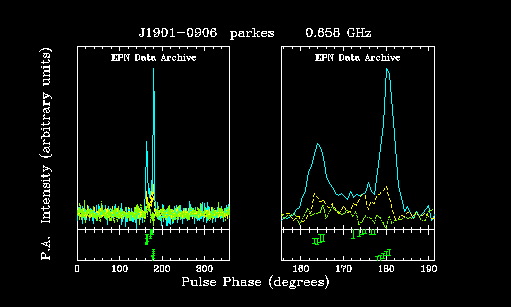 J1901-0906 parkes 0.658 GHz
EPN Data Archive EPN Data Archive
P.A. Intensity (arbitrary units)
0 100 200 300 160 170 180 190
Pulse Phase (degrees)